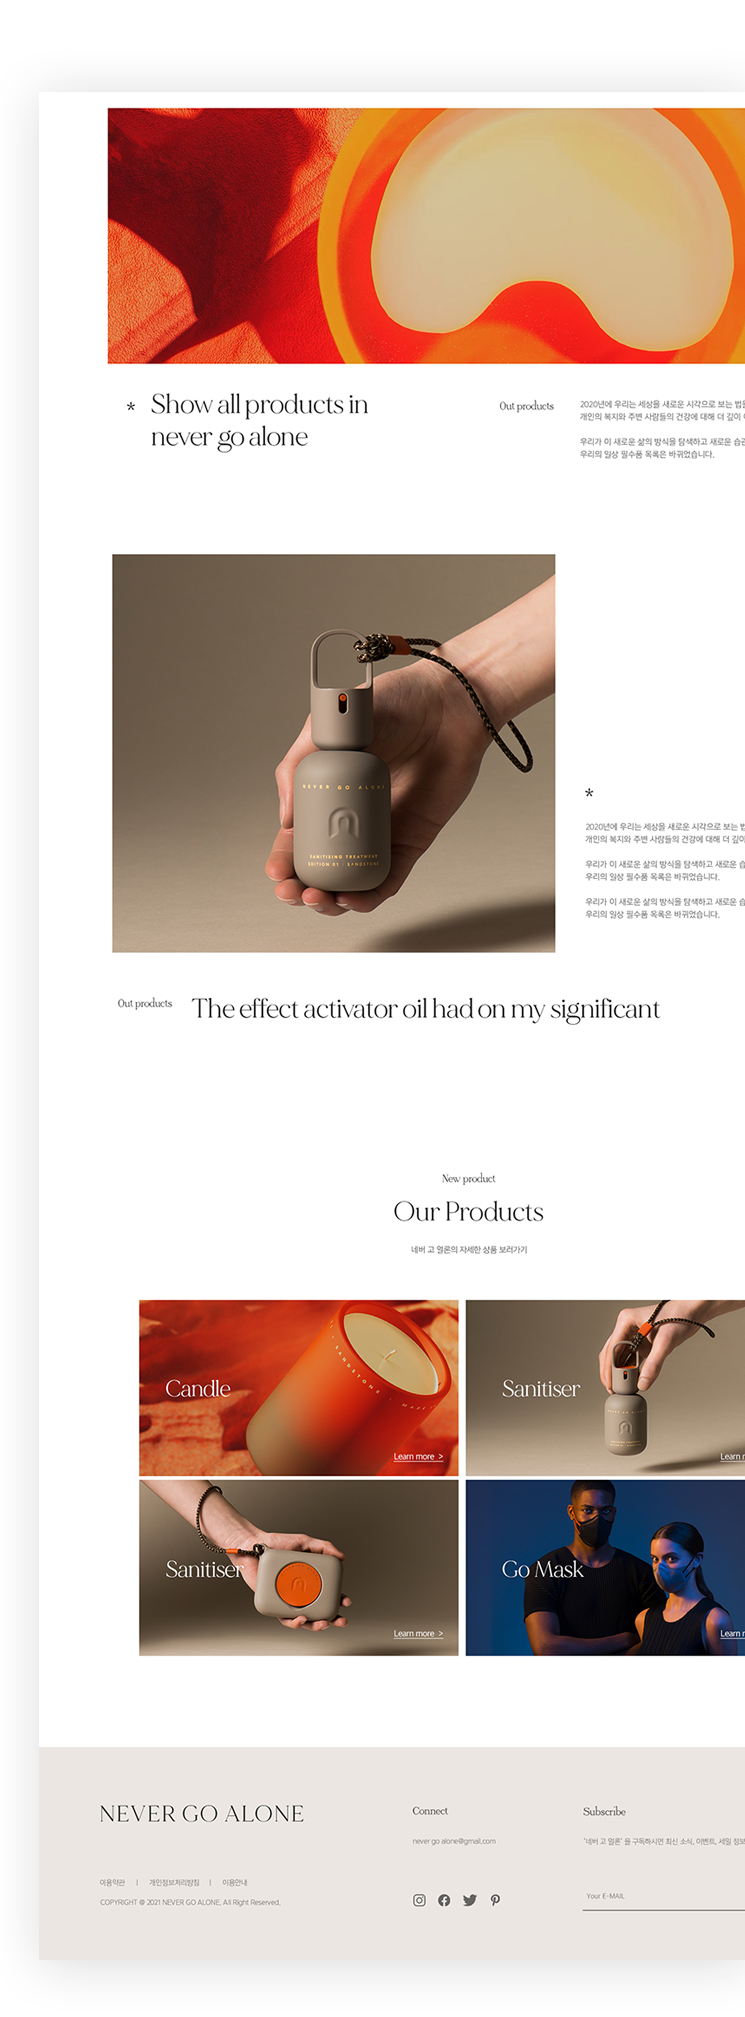 * Show all products in
never go alone
Out products
2020년에 우리는 세상을 새로운 시각으로 보는 법을
개인의 복지와 주변 사람들의 건강에 대해 더 깊이
우리가 이 새로운 삶의 방식을 탐색하고 새로운 습관
우리의 일상 필수품 목록은 바뀌었습니다.
NEVER GO ALONE
SANITISING TREATMENT
EDITION 01 · SANDSTONE
*
2020년에 우리는 세상을 새로운 시각으로 보는 법
개인의 복지와 주변 사람들의 건강에 대해 더 깊이
우리가 이 새로운 삶의 방식을 탐색하고 새로운 습
우리의 일상 필수품 목록은 바뀌었습니다.
우리가 이 새로운 삶의 방식을 탐색하고 새로운 습
우리의 일상 필수품 목록은 바뀌었습니다.
Out products
The effect activator oil had on my significant
New product
Our Products
네버 고 얼론의 자세한 상품 보러가기
SANDSTONE
Candle
Learn more >
Sanitiser
Learn
Sanitiser
Learn more >
Go Mask
Learn
NEVER GO ALONE
이용약관 | 개인정보처리방침 | 이용안내
COPYRIGHT @ 2021 NEVER GO ALONE, All Right Reserved,
Connect
never go alone@gmail.com
Subscribe
'네버 고 얼론' 을 구독하시면 최신 소식, 이벤트, 세일 정보
Your E-MAIL